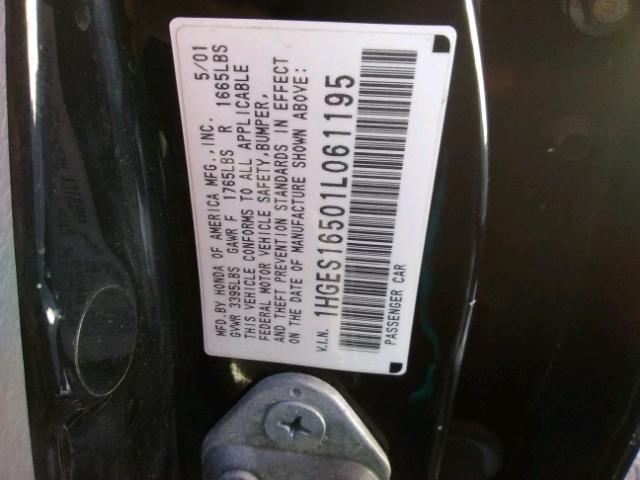 MFD.BY HONDA OF AMERICA MFG.,INC. 5/01
GVWR 3395LBS GAWR F 1765LBS R 1665LBS
THIS VEHICLE CONFORMS TO ALL APPLICABLE
FEDERAL MOTOR VEHICLE SAFETY,BUMPER,
AND THEFT PREVENTION STANDARDS IN EFFECT
ON THE DATE OF MANUFACTURE SHOWN ABOVE:
V.I.N. 1HGES16501L061195
PASSENGER CAR